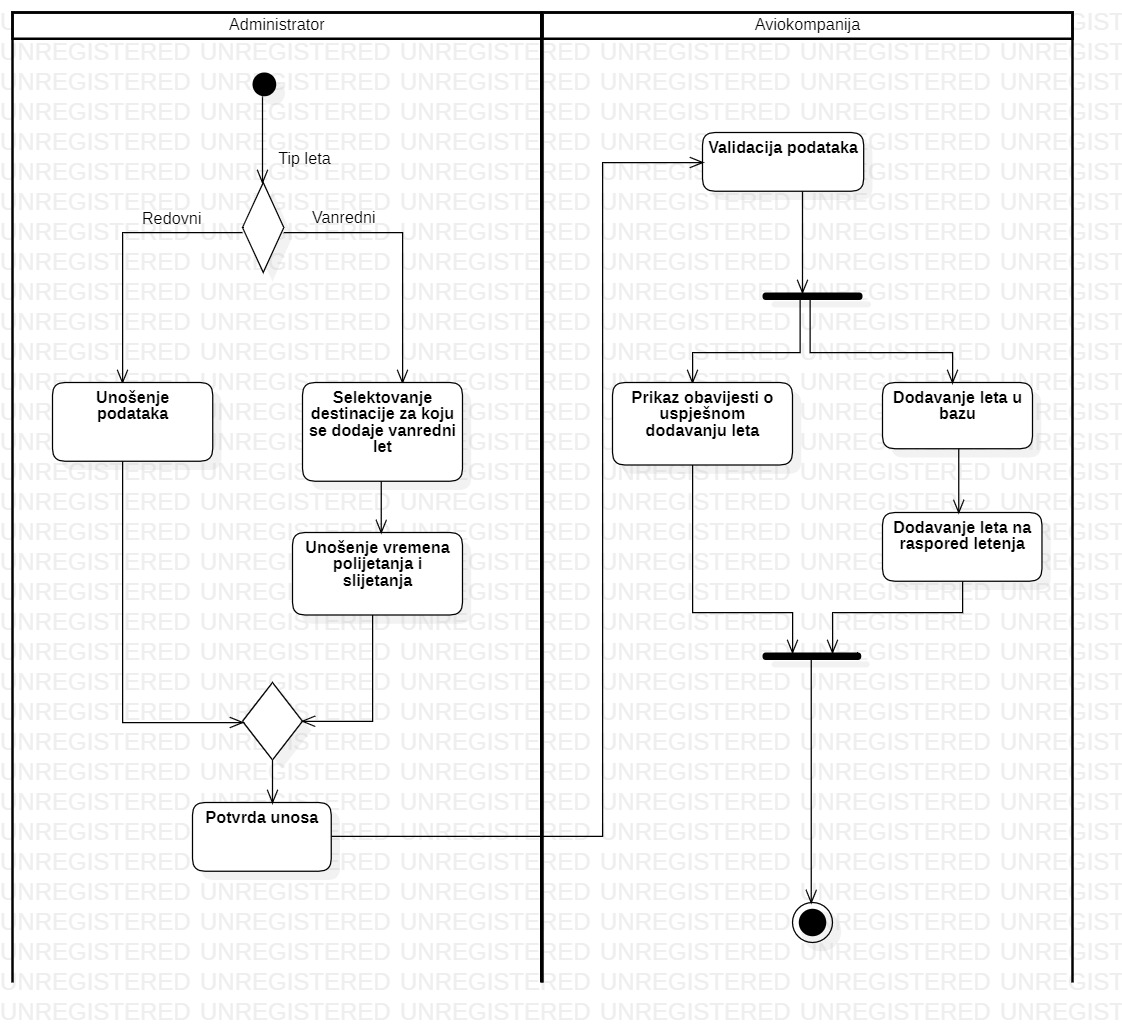 Administrator
Aviokompanija
Tip leta
Redovni
Vanredni
Unošenje
podataka
Selektovanje
destinacije za koju
se dodaje vanredni
let
Unošenje vremena
polijetanja i
slijetanja
Potvrda unosa
Validacija podataka
Prikaz obavijesti o
uspješnom
dodavanju leta
Dodavanje leta u
bazu
Dodavanje leta na
raspored letenja
UNREGISTERED UNREGISTERED UNREGISTERED UNREGISTERED UNREGISTERED